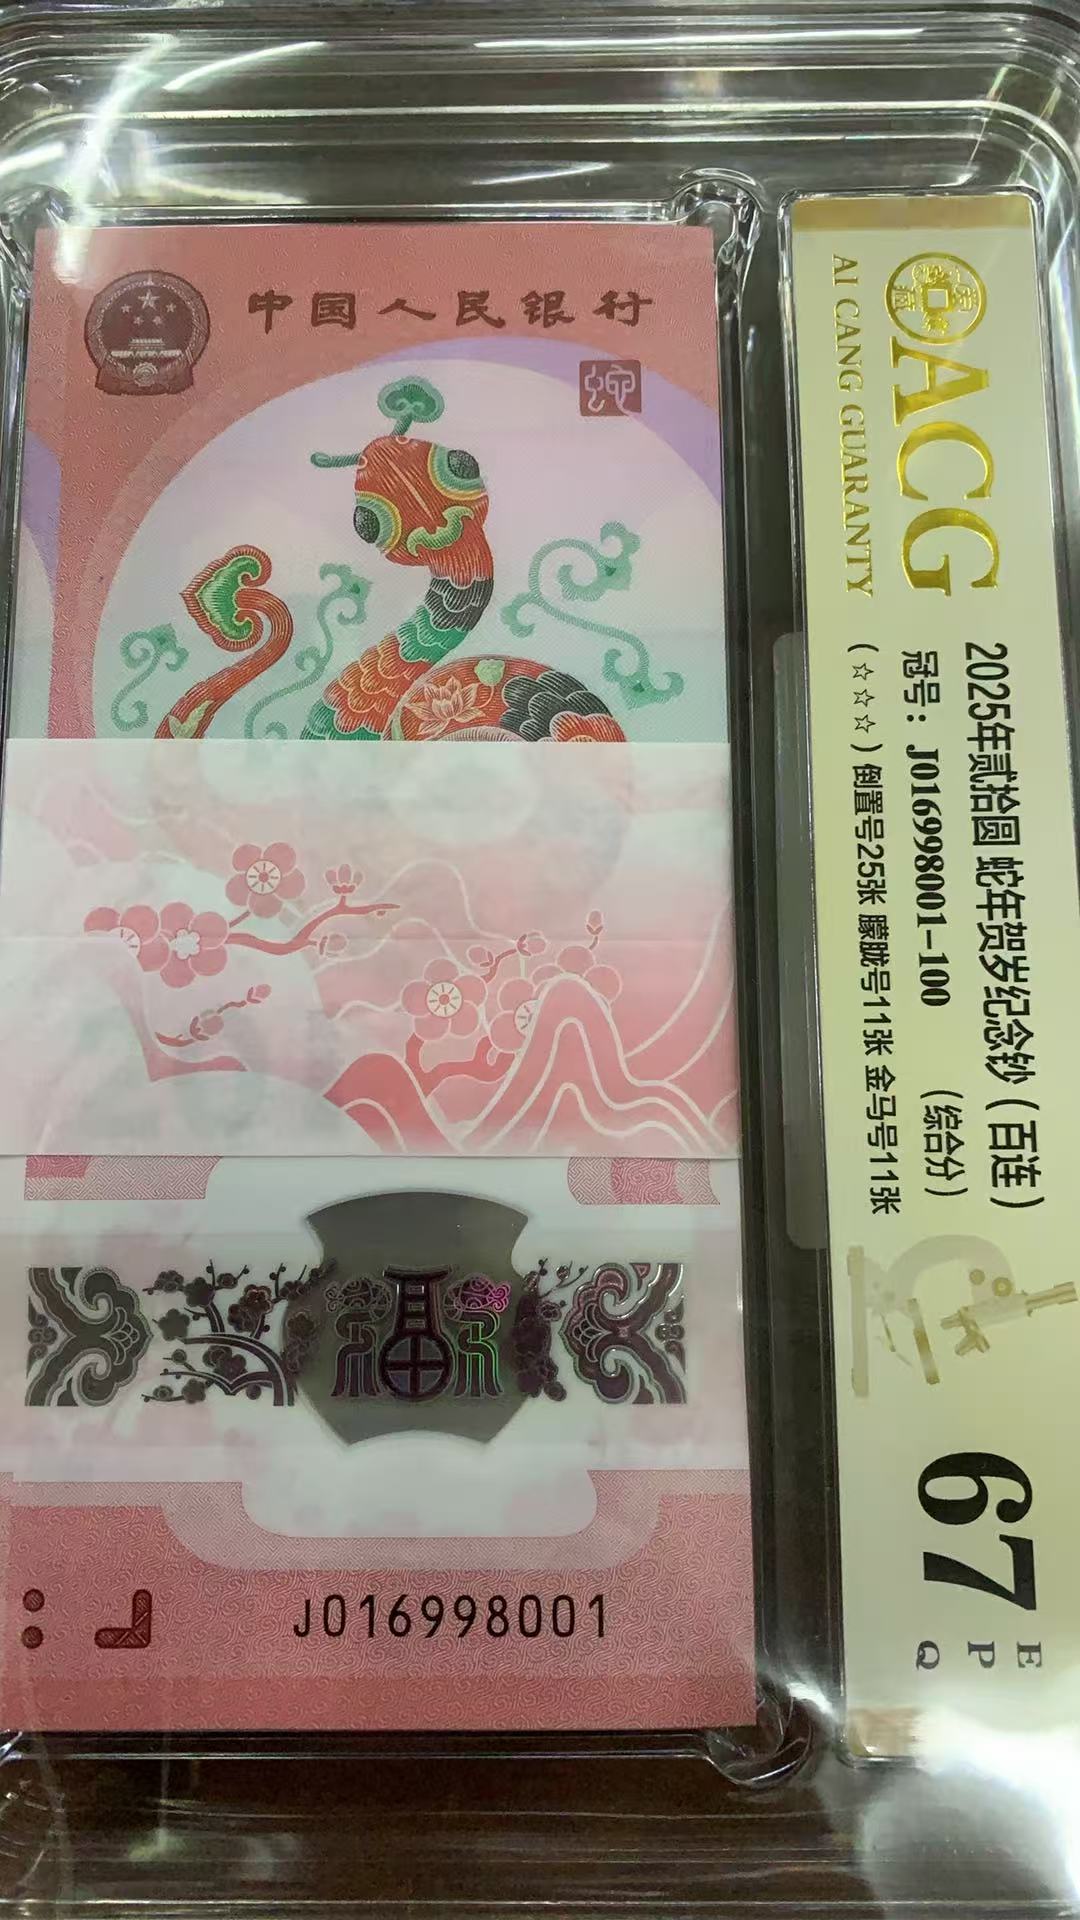 中国人民银行
蛇
J016998001
ACG
AI CANG GUARANTY
2025年贰拾圆 蛇年贺岁纪念钞（百连）
冠号：J016998001-100 （综合分）
（☆☆☆）倒置号25张 朦胧号11张 金马号11张
67
E
P
Q